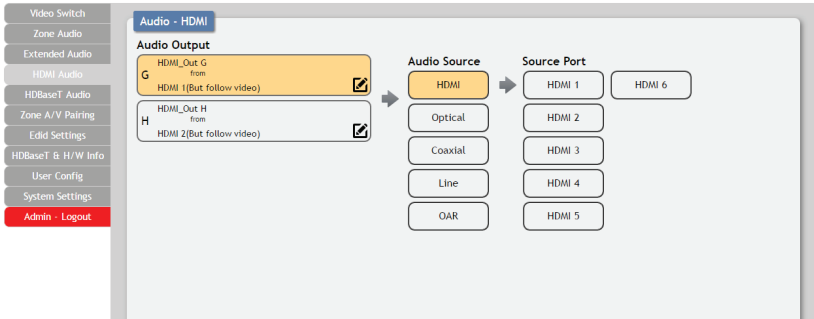 Video Switch
Zone Audio
Extended Audio
HDMI Audio
HDBaseT Audio
Zone A/V Pairing
Edid Settings
HDBaseT & H/W Info
User Config
System Settings
Admin - Logout
Audio - HDMI
Audio Output
HDMI_Out G
G
from
HDMI 1(But follow video)
HDMI_Out H
H
from
HDMI 2(But follow video)
Audio Source
HDMI
Optical
Coaxial
Line
OAR
Source Port
HDMI 1
HDMI 2
HDMI 3
HDMI 4
HDMI 5
HDMI 6